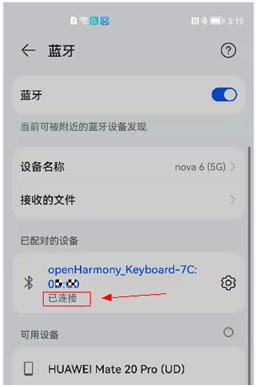 3:19
蓝牙
蓝牙
当前可被附近的蓝牙设备发现
设备名称
nova 6 (5G)
接收的文件
已配对的设备
openHarmony_Keyboard-7C:
已连接
可用设备
HUAWEI Mate 20 Pro (UD)